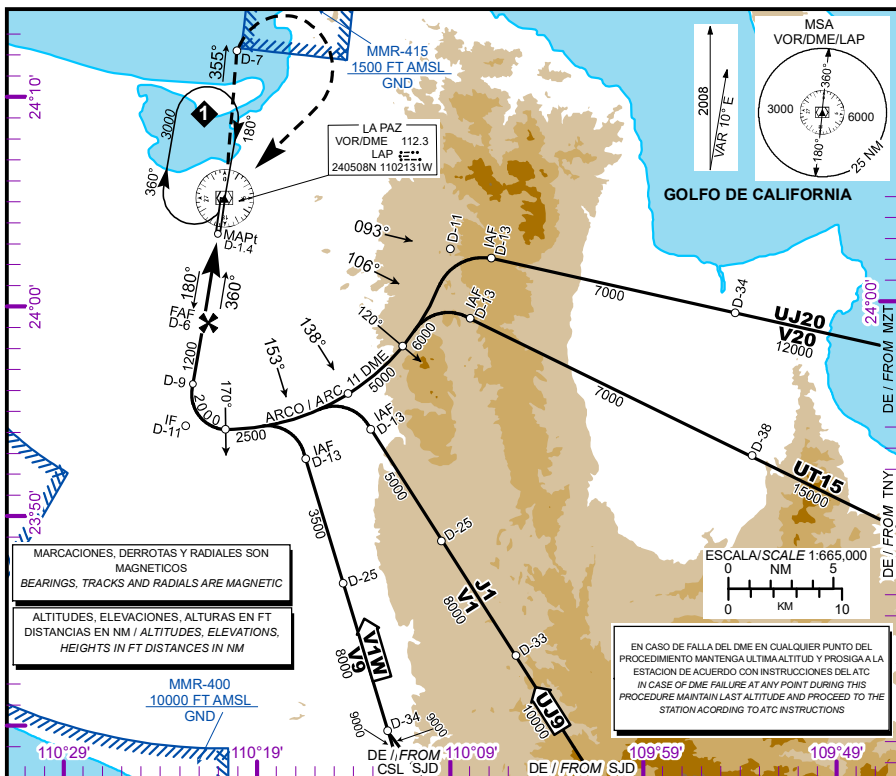 MMR-415
1500 FT AMSL
GND
D-7
355°
24°10'
3000
1
180°
360°
LA PAZ
VOR/DME 112.3
LAP
240508N 1102131W
2008
VAR 10° E
MSA
VOR/DME/LAP
360°
3000
6000
180°
25 NM
GOLFO DE CALIFORNIA
MAPt
D-1.4
093°
D-11
IAF
D-13
106°
180°
360°
24°00'
FAF
D-6
IAF
D-13
7000
D-34
24°00'
UJ20
V20
12000
DE / FROM MZT
120°
6000
138°
153°
1200
D-9
ARCO / ARC 11 DME
5000
7000
170°
2000
IF
D-11
2500
IAF
D-13
IAF
D-13
D-38
UT15
15000
DE / FROM TNY
5000
3500
23°50'
23°50'
D-25
D-25
J1
V1
8000
MARCACIONES, DERROTAS Y RADIALES SON
MAGNETICOS
BEARINGS, TRACKS AND RADIALS ARE MAGNETIC
ESCALA/SCALE 1:665,000
0 NM 5
0 KM 10
ALTITUDES, ELEVACIONES, ALTURAS EN FT
DISTANCIAS EN NM / ALTITUDES, ELEVATIONS,
HEIGHTS IN FT DISTANCES IN NM
V1W
V9
8000
D-33
EN CASO DE FALLA DEL DME EN CUALQUIER PUNTO DEL
PROCEDIMIENTO MANTENGA ULTIMA ALTITUD Y PROSIGA A LA
ESTACION DE ACUERDO CON INSTRUCCIONES DEL ATC
IN CASE OF DME FAILURE AT ANY POINT DURING THIS
PROCEDURE MAINTAIN LAST ALTITUDE AND PROCEED TO THE
STATION ACORDING TO ATC INSTRUCTIONS
MMR-400
10000 FT AMSL
GND
UJ9
10000
D-34
9000
9000
DE / FROM
CSL SJD
DE / FROM SJD
110°29'
110°19'
110°09'
109°59'
109°49'